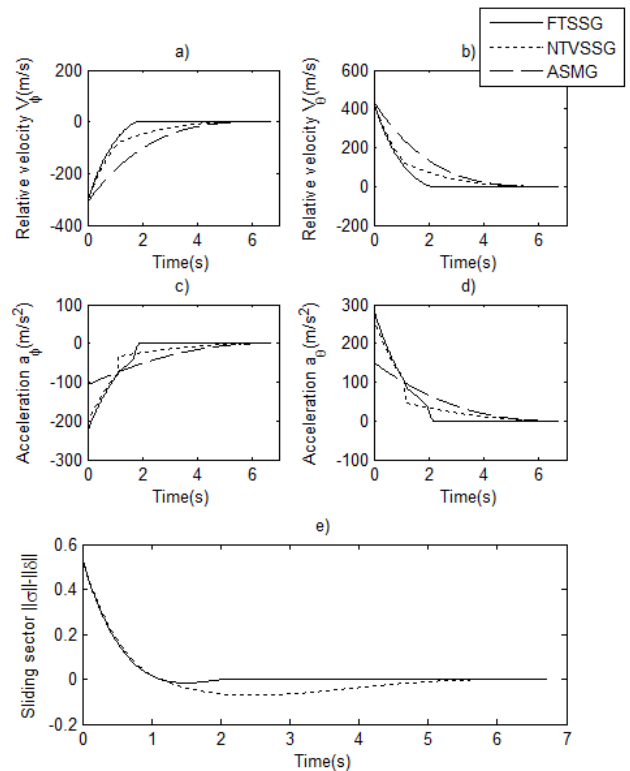 FTSSG
NTVSSG
ASMG
a)
b)
Relative velocity V_ϕ(m/s)
200
0
-200
-400
0 2 4 6
Time(s)
Relative velocity V_θ(m/s)
600
400
200
0
-200
0 2 4 6
Time(s)
c)
d)
Acceleration a_ϕ(m/s²)
100
0
-100
-200
-300
0 2 4 6
Time(s)
Acceleration a_θ(m/s²)
300
200
100
0
-100
0 2 4 6
Time(s)
e)
Sliding sector ||σ||-||δ||
0.6
0.4
0.2
0
-0.2
0 1 2 3 4 5 6 7
Time(s)